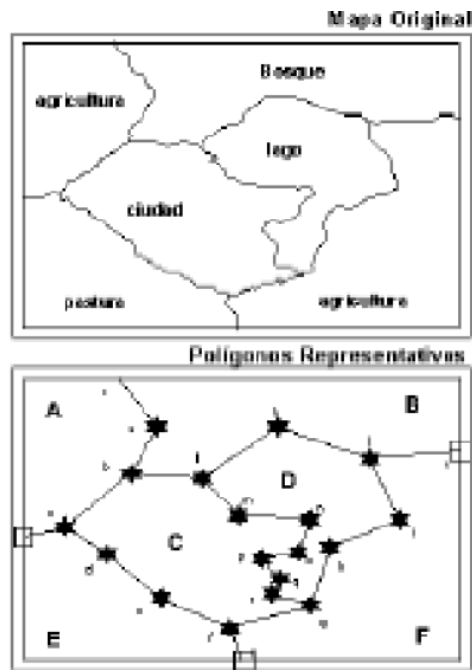 Mapa Original
Bosque
agricultura
lago
ciudad
pastura
agricultura
Polígonos Representativos
A
B
D
C
E
F